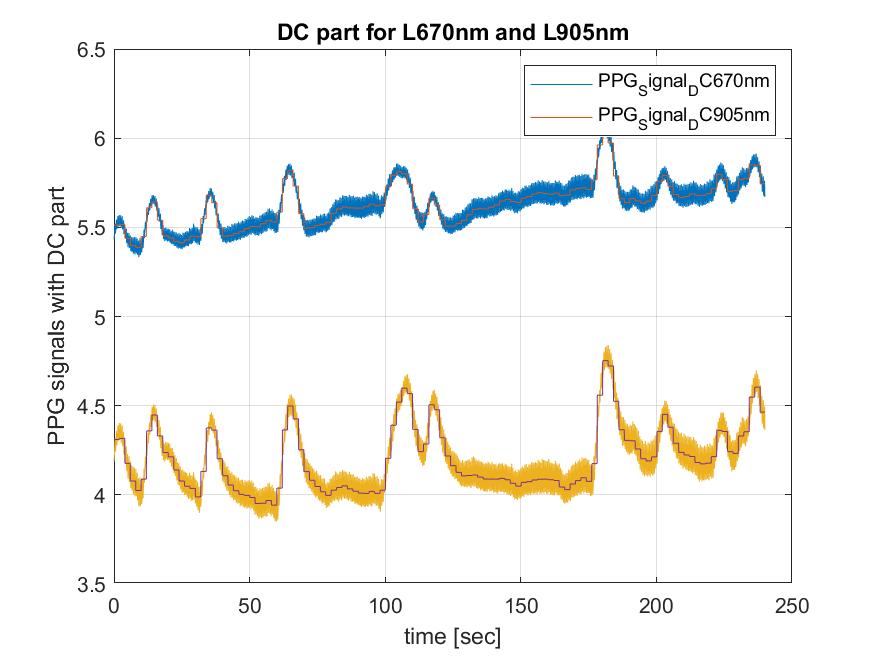 DC part for L670nm and L905nm
6.5
6
5.5
5
4.5
4
3.5
PPG signals with DC part
PPG_Signal_DC670nm
PPG_Signal_DC905nm
0 50 100 150 200 250
time [sec]